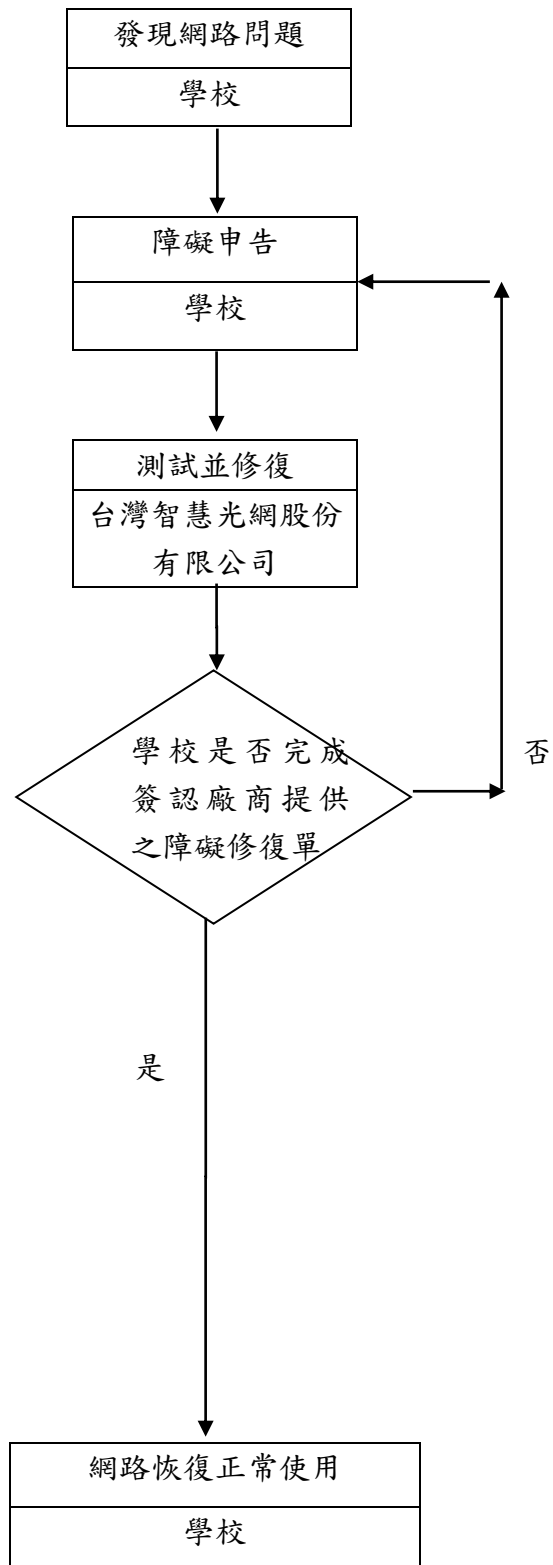 發現網路問題
學校
障礙申告
學校
測試並修復
台灣智慧光網股份
有限公司
學校是否完成
簽認廠商提供
之障礙修復單
否
是
網路恢復正常使用
學校